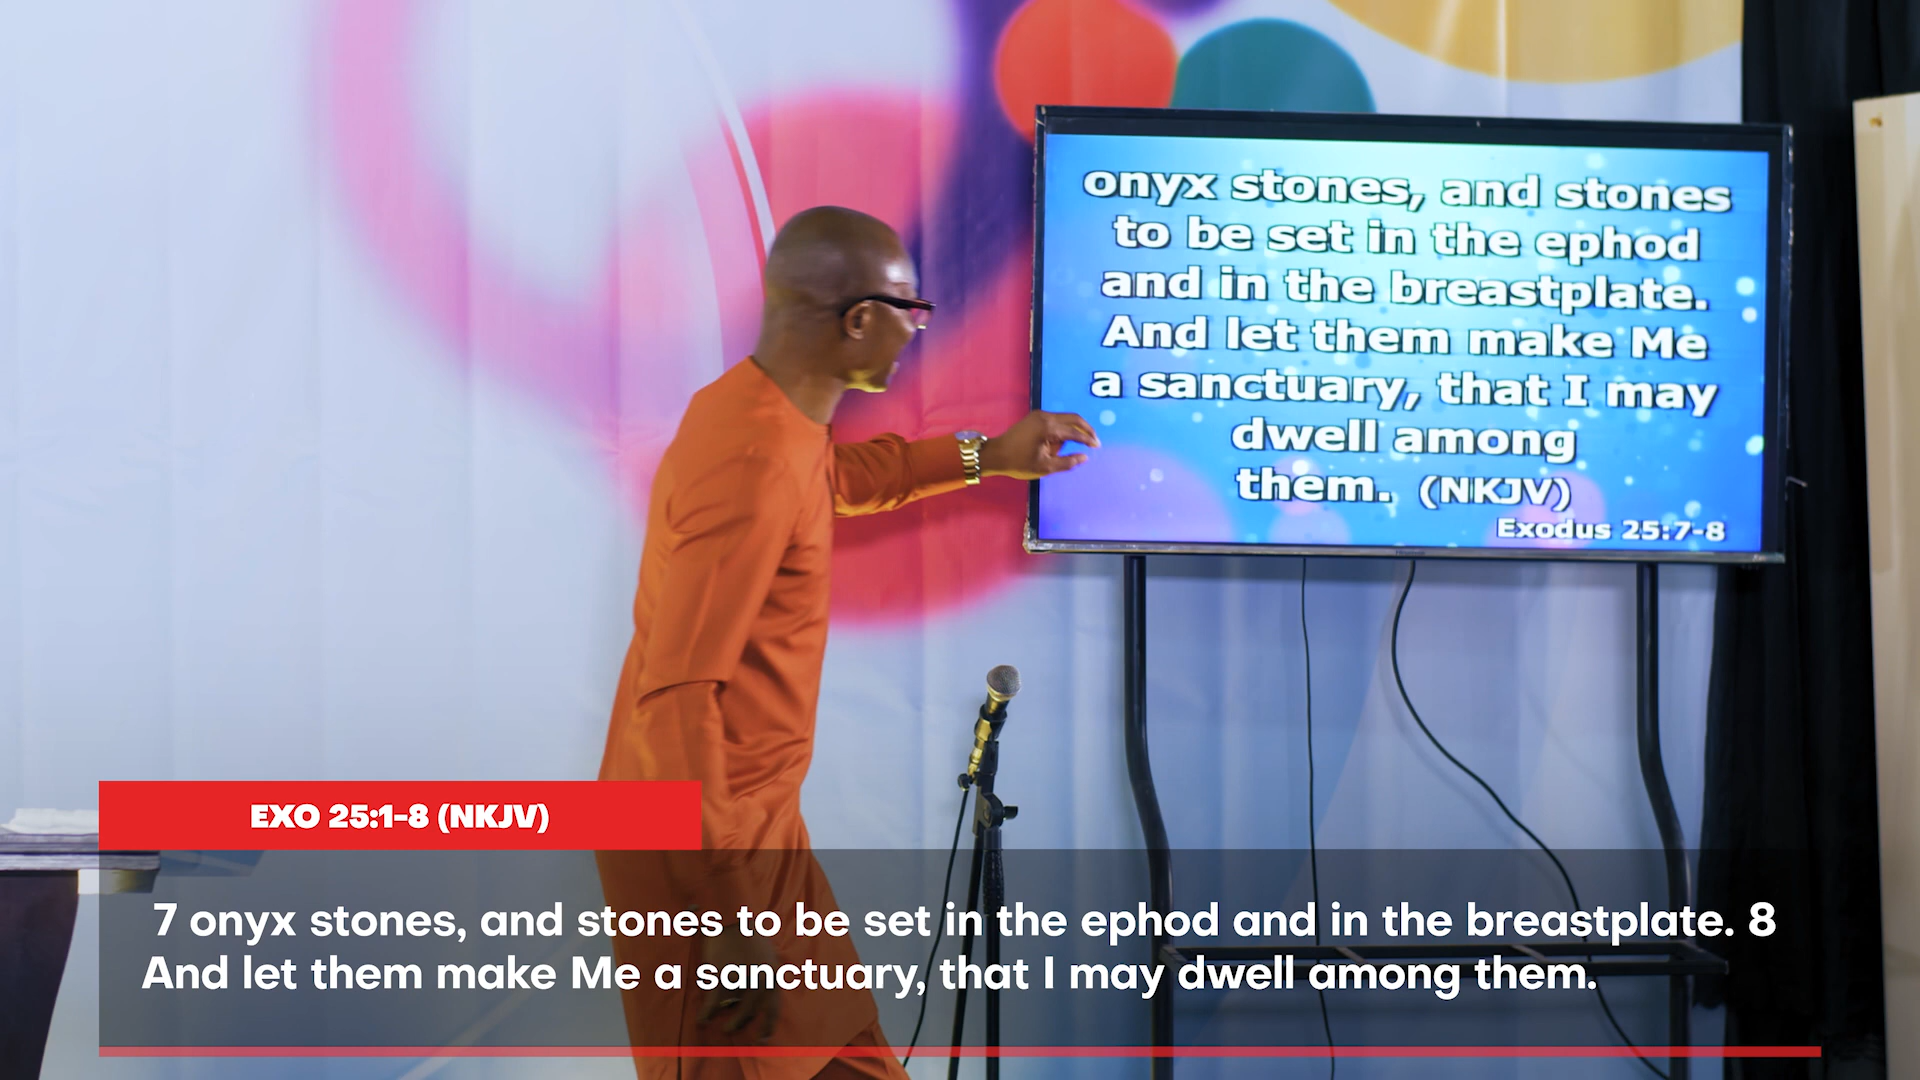 onyx stones, and stones
to be set in the ephod
and in the breastplate.
And let them make Me
a sanctuary, that I may
dwell among
them. (NKJV)
Exodus 25:7-8
EXO 25:1-8 (NKJV)
7 onyx stones, and stones to be set in the ephod and in the breastplate. 8
And let them make Me a sanctuary, that I may dwell among them.